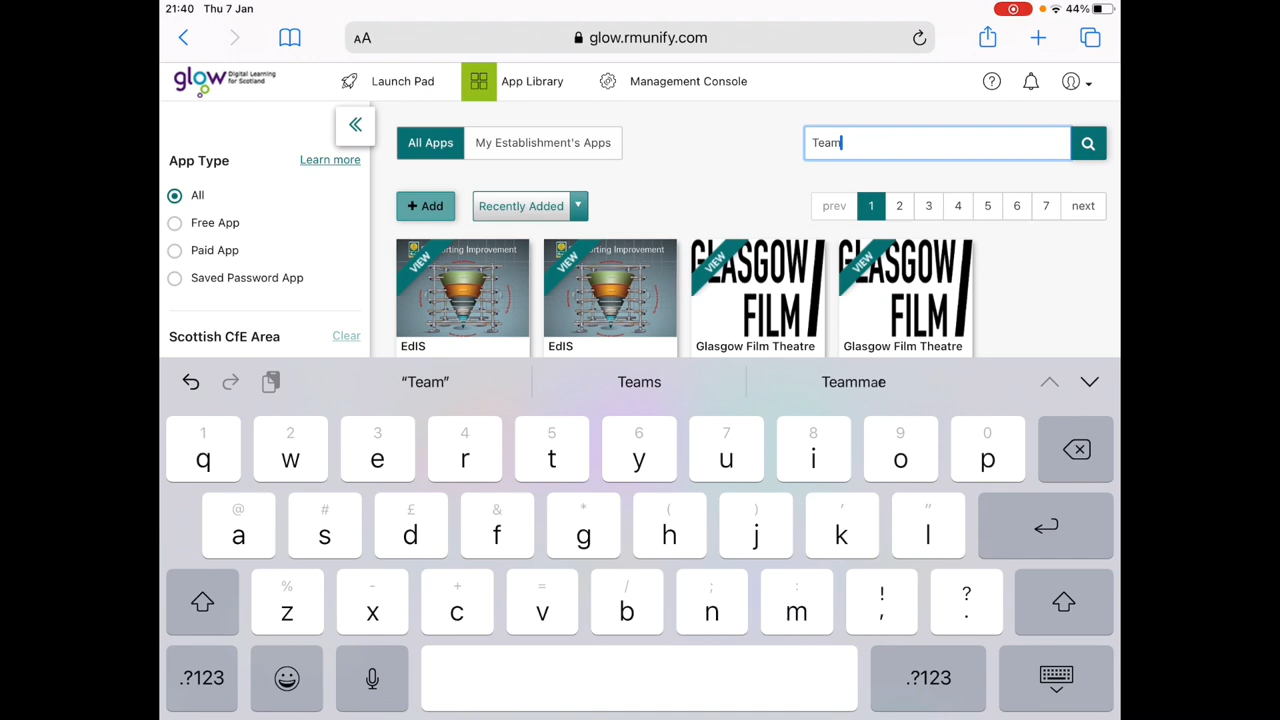 21:40 Thu 7 Jan 44%
AA glow.rmunify.com
glow Digital Learning for Scotland Launch Pad App Library Management Console
App Type Learn more
All
Free App
Paid App
Saved Password App
Scottish CfE Area Clear
All Apps My Establishment's Apps Team
+ Add Recently Added prev 1 2 3 4 5 6 7 next
VIEW orting Improvement VIEW orting Improvement VIEW GLASGOW FILM VIEW GLASGOW FILM
EdIS EdIS Glasgow Film Theatre Glasgow Film Theatre
“Team” Teams Teammae
1 2 3 4 5 6 7 8 9 0
q w e r t y u i o p
@ # £ & * ( ) ' "
a s d f g h j k l
% - + = / ; : ! ?
z x c v b n m , .
.?123 .?123